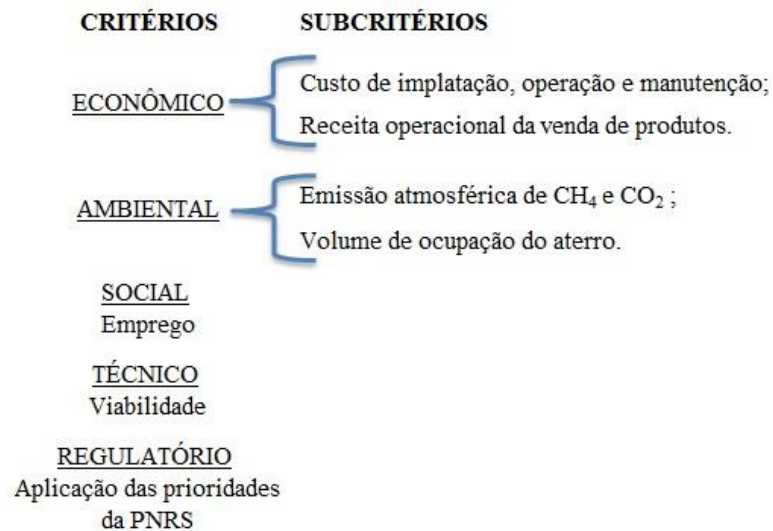 CRITÉRIOS SUBCRITÉRIOS
ECONÔMICO
Custo de implatação, operação e manutenção;
Receita operacional da venda de produtos.
AMBIENTAL
Emissão atmosférica de CH₄ e CO₂ ;
Volume de ocupação do aterro.
SOCIAL
Emprego
TÉCNICO
Viabilidade
REGULATÓRIO
Aplicação das prioridades
da PNRS